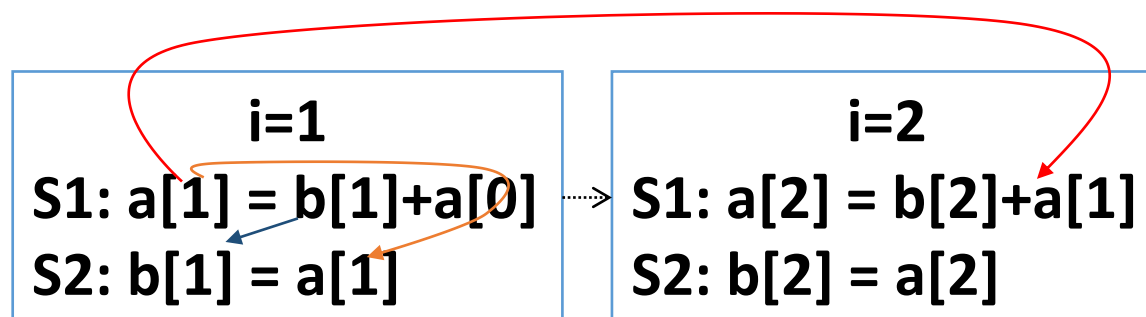 i=1
S1: a[1] = b[1]+a[0]
S2: b[1] = a[1]
i=2
S1: a[2] = b[2]+a[1]
S2: b[2] = a[2]